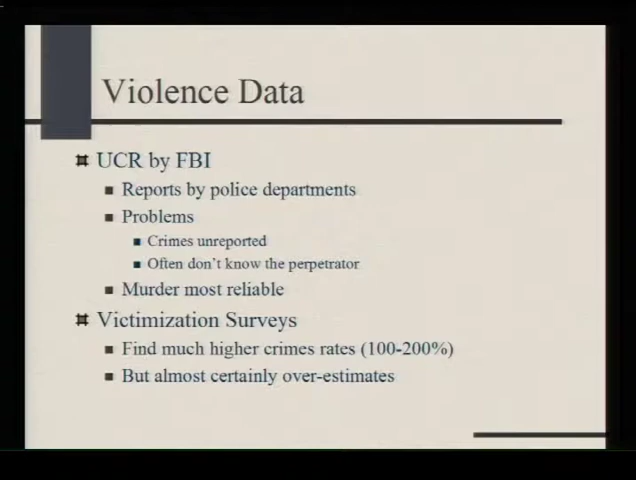 Violence Data
UCR by FBI
Reports by police departments
Problems
Crimes unreported
Often don't know the perpetrator
Murder most reliable
Victimization Surveys
Find much higher crimes rates (100-200%)
But almost certainly over-estimates